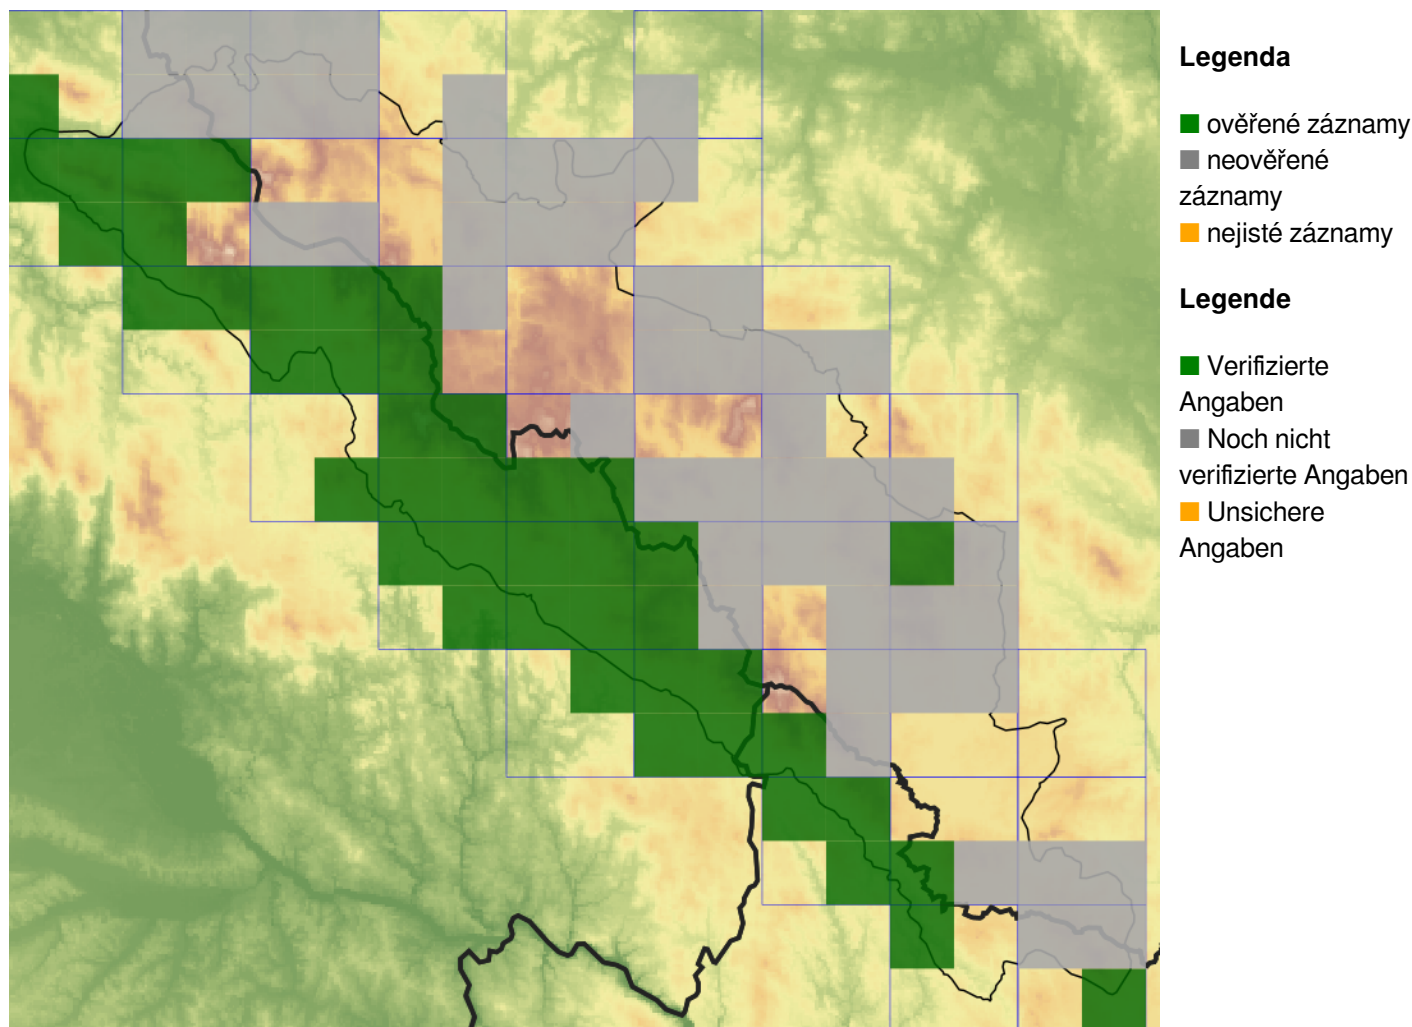 Legenda
ověřené záznamy
neověřené
záznamy
nejisté záznamy
Legende
Verifizierte
Angaben
Noch nicht
verifizierte Angaben
Unsichere
Angaben